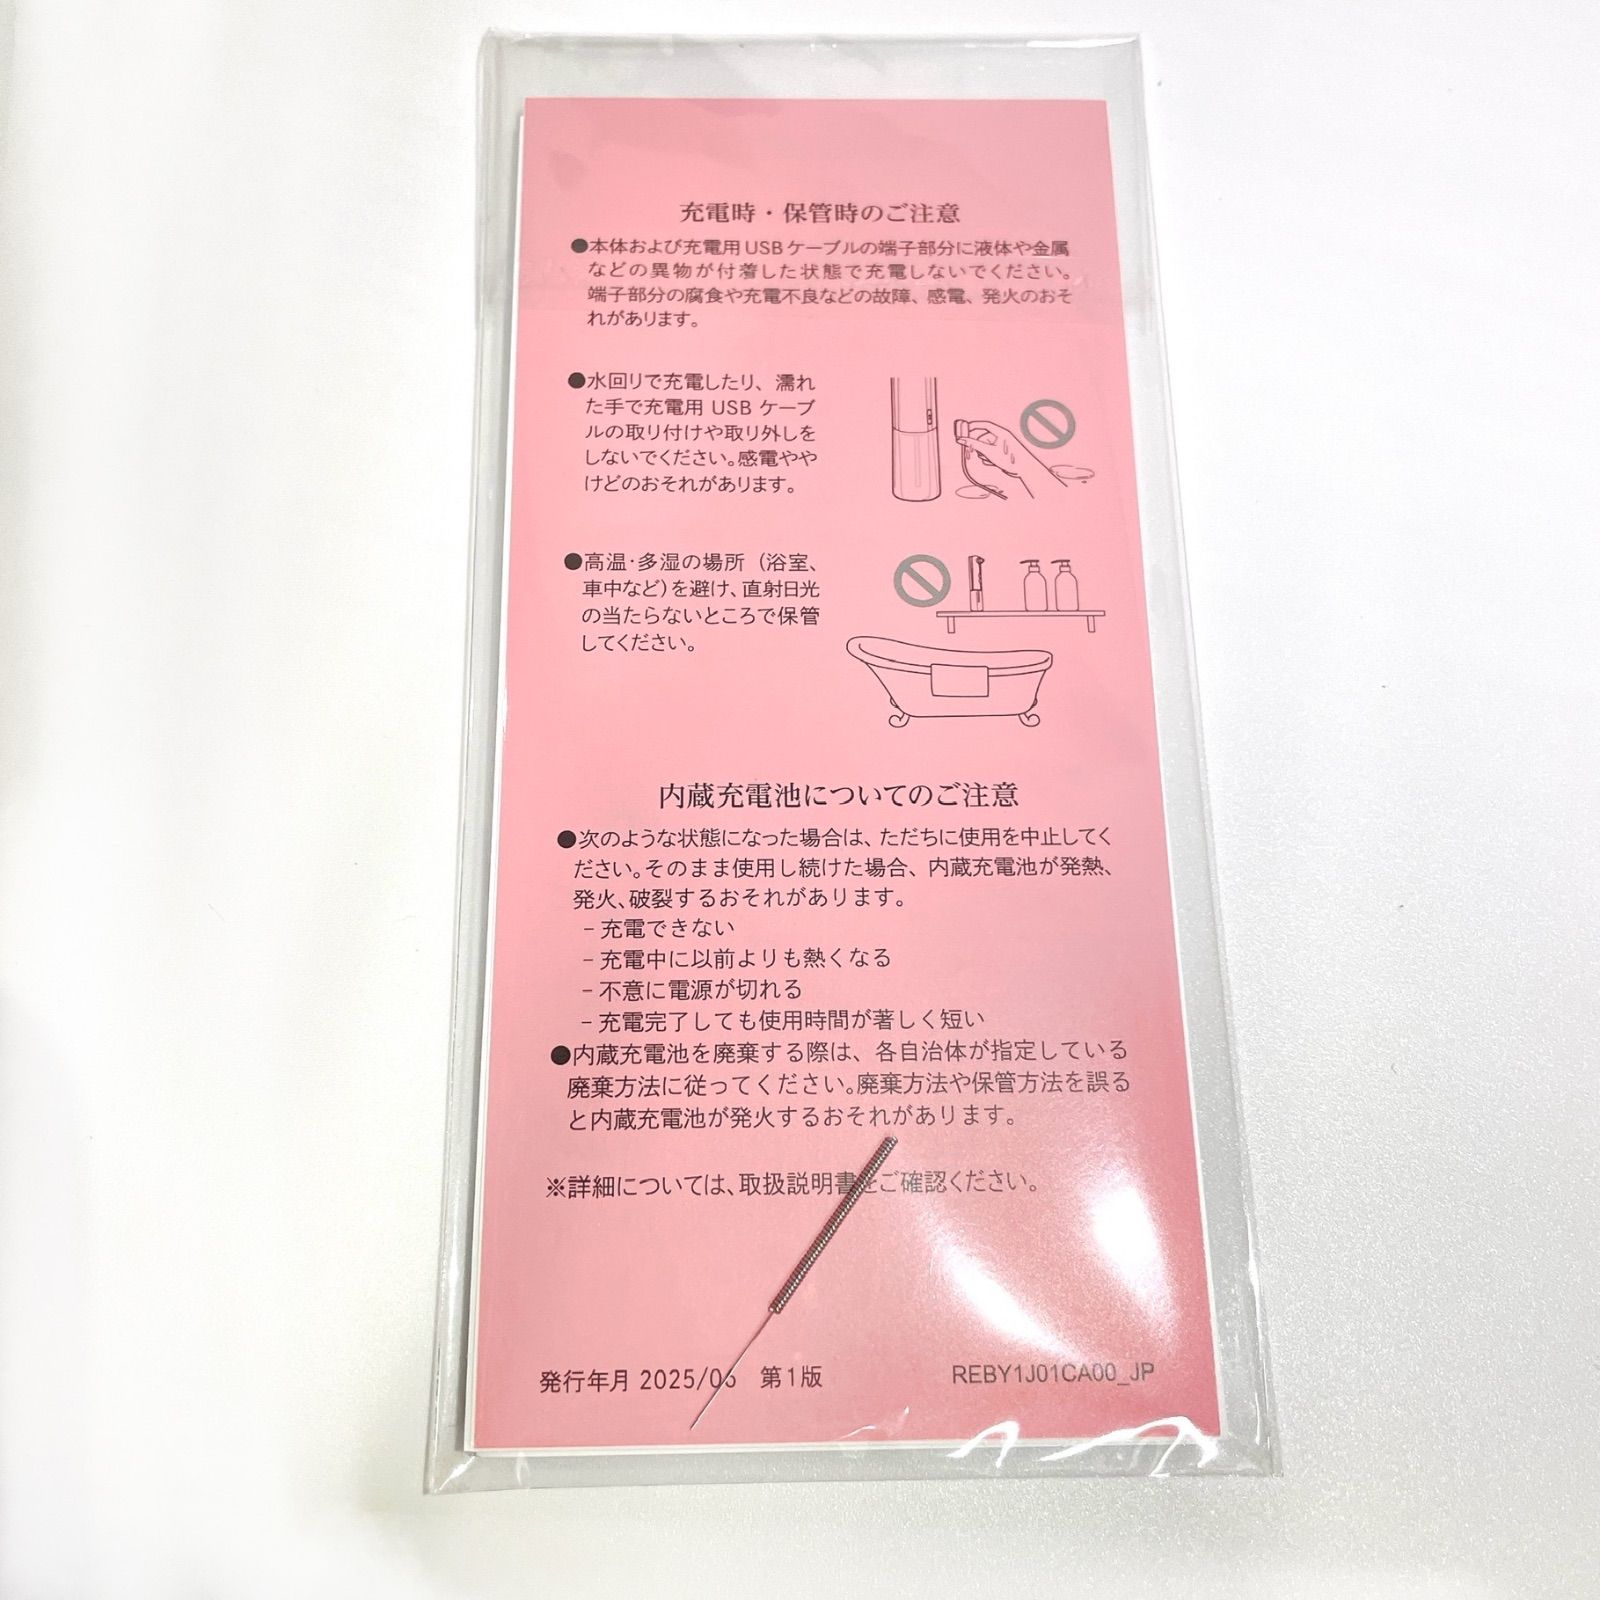 充電時・保管時のご注意
●本体および充電用USBケーブルの端子部分に液体や金属
などの異物が付着した状態で充電しないでください。
端子部分の腐食や充電不良などの故障、感電、発火のおそ
れがあります。
●水回りで充電したり、濡れ
た手で充電用 USB ケーブ
ルの取り付けや取り外しを
しないでください。感電やや
けどのおそれがあります。
●高温・多湿の場所（浴室、
車中など）を避け、直射日光
の当たらないところで保管
してください。
内蔵充電池についてのご注意
●次のような状態になった場合は、ただちに使用を中止してく
ださい。そのまま使用し続けた場合、内蔵充電池が発熱、
発火、破裂するおそれがあります。
- 充電できない
- 充電中に以前よりも熱くなる
- 不意に電源が切れる
- 充電完了しても使用時間が著しく短い
●内蔵充電池を廃棄する際は、各自治体が指定している
廃棄方法に従ってください。廃棄方法や保管方法を誤る
と内蔵充電池が発火するおそれがあります。
※詳細については、取扱説明書をご確認ください。
発行年月 2025/06 第1版
REBY1J01CA00_JP